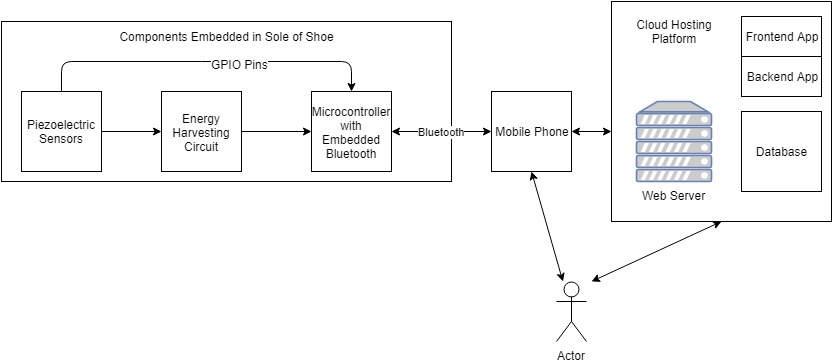 Components Embedded in Sole of Shoe
GPIO Pins
Piezoelectric
Sensors
Energy
Harvesting
Circuit
Microcontroller
with
Embedded
Bluetooth
Bluetooth
Mobile Phone
Cloud Hosting
Platform
Frontend App
Backend App
Database
Web Server
Actor